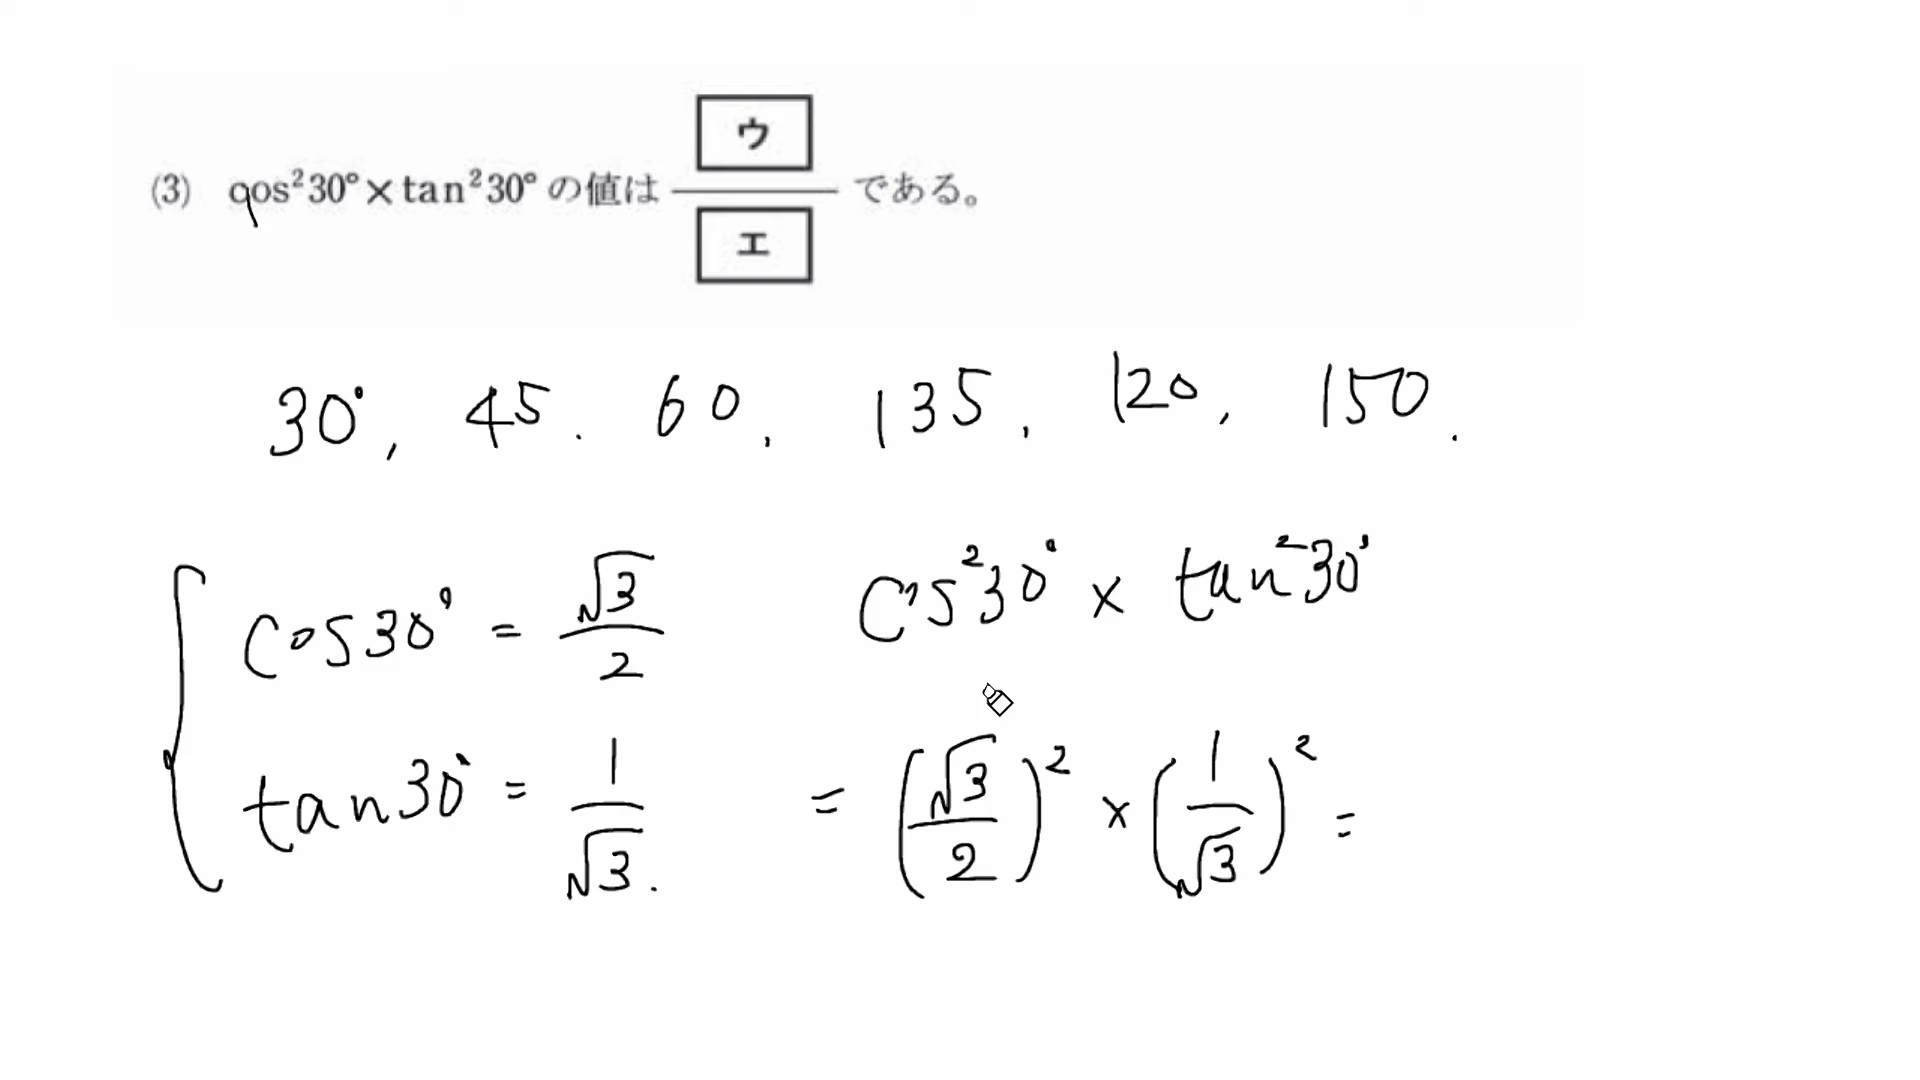 ウ
(3) cos²30°×tan²30° の値は ── である。
エ
30°, 45. 60, 135, 120, 150.
cos30° = √3/2
tan30° = 1/√3.
cos²30° × tan²30°
= (√3/2)² × (1/√3)² =